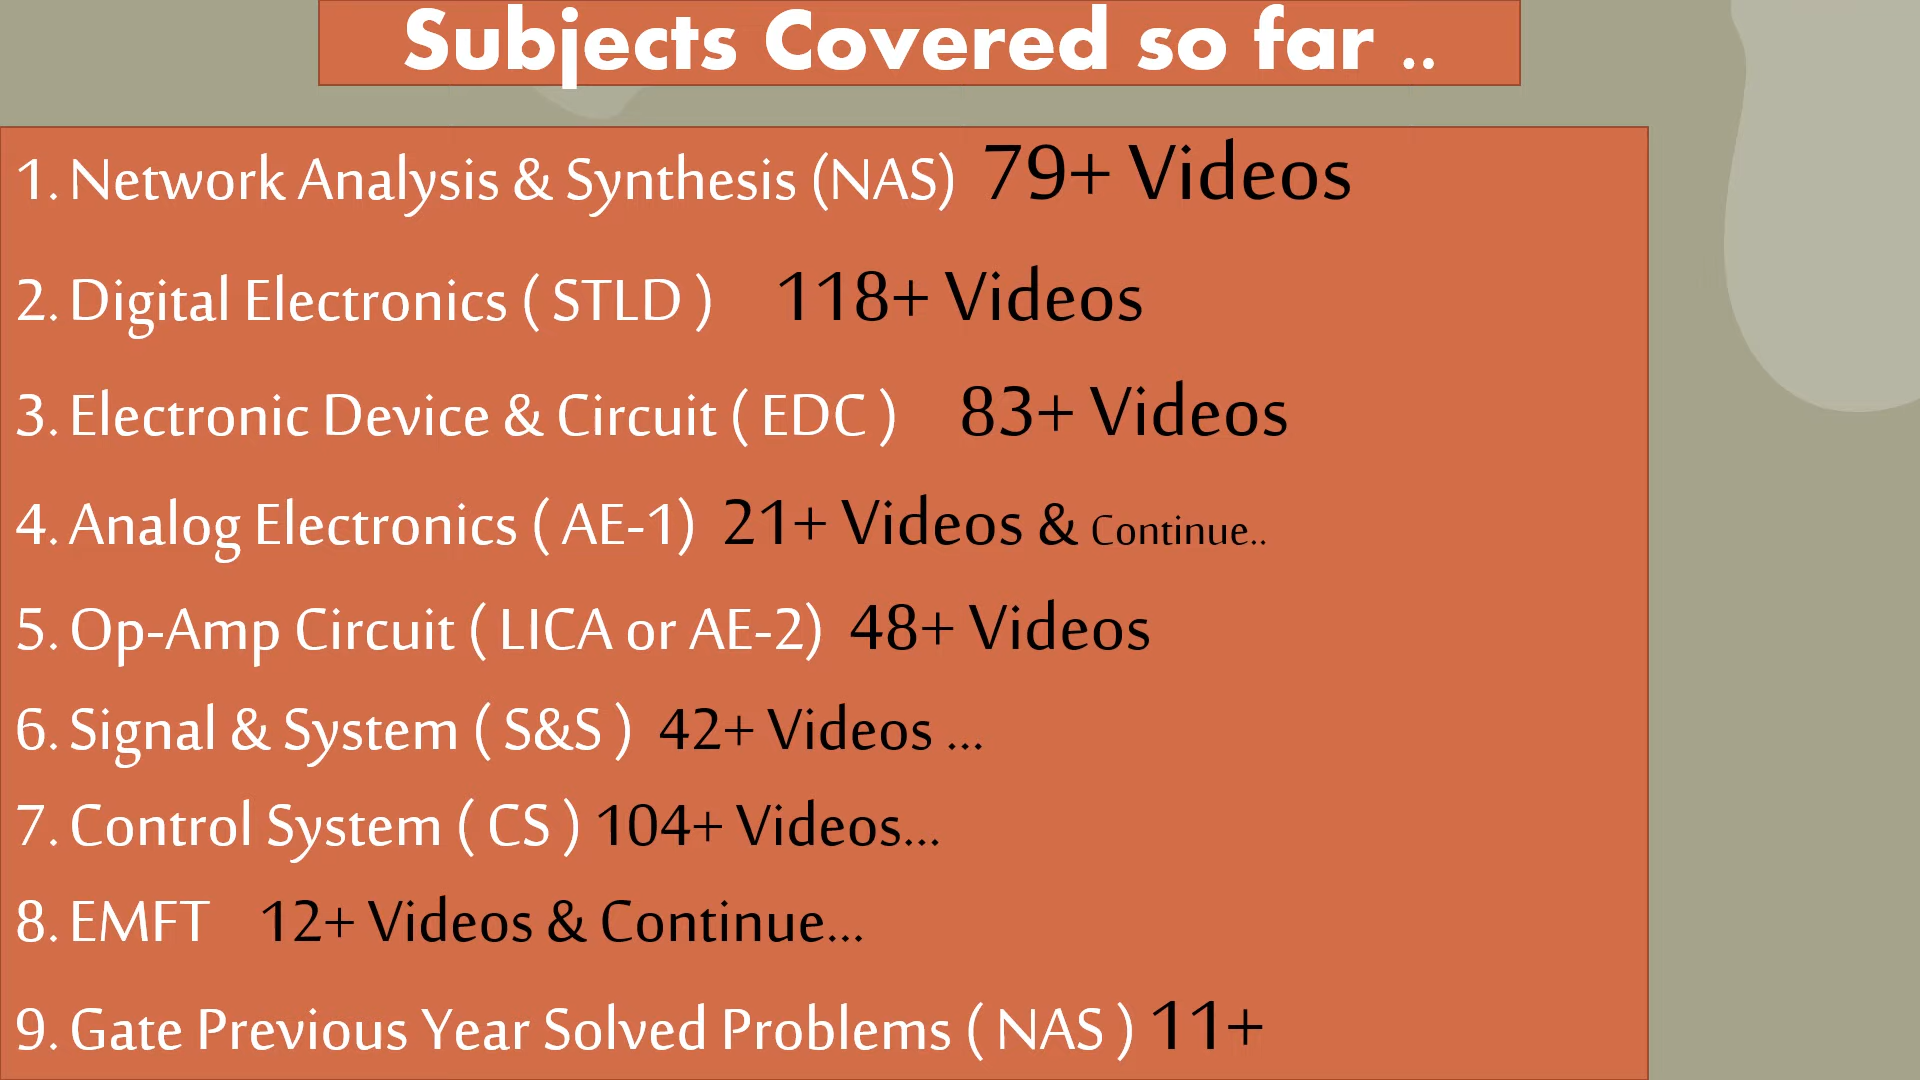 Subjects Covered so far ..
1. Network Analysis & Synthesis (NAS) 79+ Videos
2. Digital Electronics ( STLD ) 118+ Videos
3. Electronic Device & Circuit ( EDC ) 83+ Videos
4. Analog Electronics ( AE-1) 21+ Videos & Continue..
5. Op-Amp Circuit ( LICA or AE-2) 48+ Videos
6. Signal & System ( S&S ) 42+ Videos ...
7. Control System ( CS ) 104+ Videos...
8. EMFT 12+ Videos & Continue...
9. Gate Previous Year Solved Problems ( NAS ) 11+